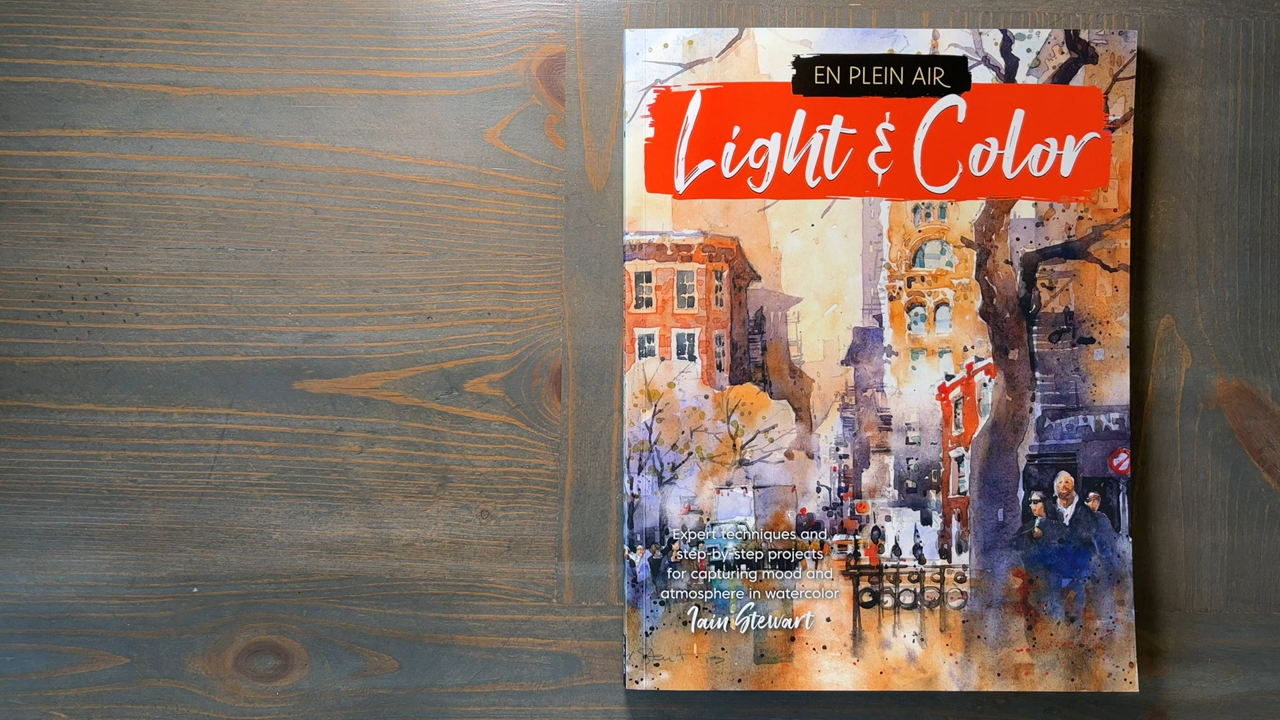 EN PLEIN AIR
Light & Color
Expert techniques and
step-by-step projects
for capturing mood and
atmosphere in watercolor
Iain Stewart